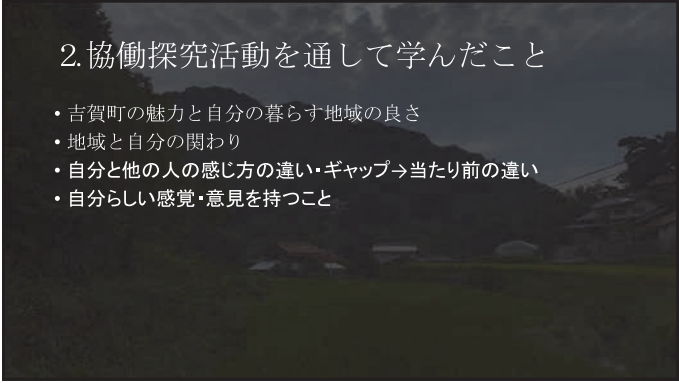 2.協働探究活動を通して学んだこと
• 吉賀町の魅力と自分の暮らす地域の良さ
• 地域と自分の関わり
• 自分と他の人の感じ方の違い・ギャップ→当たり前の違い
• 自分らしい感覚・意見を持つこと